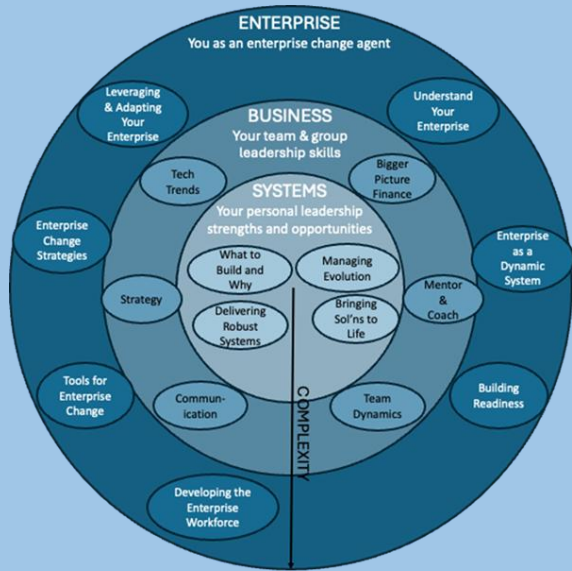 ENTERPRISE
You as an enterprise change agent
Leveraging
& Adapting
Your
Enterprise
Understand
Your
Enterprise
BUSINESS
Your team & group
leadership skills
Tech
Trends
Bigger
Picture
Finance
SYSTEMS
Your personal leadership
strengths and opportunities
Enterprise
Change
Strategies
What to
Build and
Why
Managing
Evolution
Enterprise
as a
Dynamic
System
Strategy
Delivering
Robust
Systems
Bringing
Sol'ns to
Life
Mentor
&
Coach
Tools for
Enterprise
Change
Commun-
ication
COMPLEXITY
Team
Dynamics
Building
Readiness
Developing the
Enterprise
Workforce